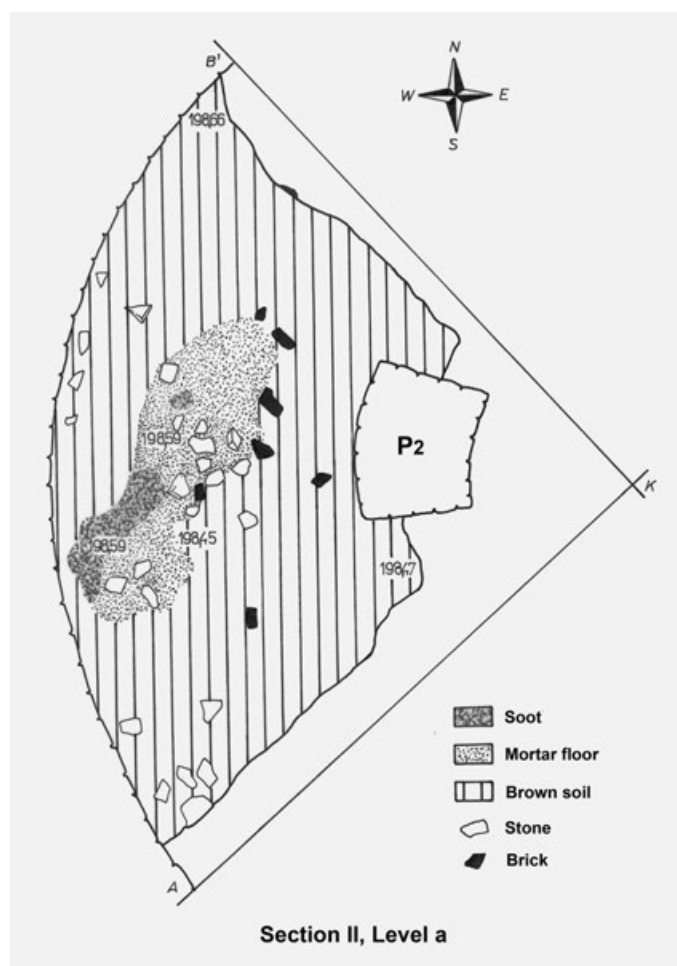 B'
N
W E
S
198,66
198,59
P2
K
198,59
198,45
198,47
A
Soot
Mortar floor
Brown soil
Stone
Brick
Section II, Level a